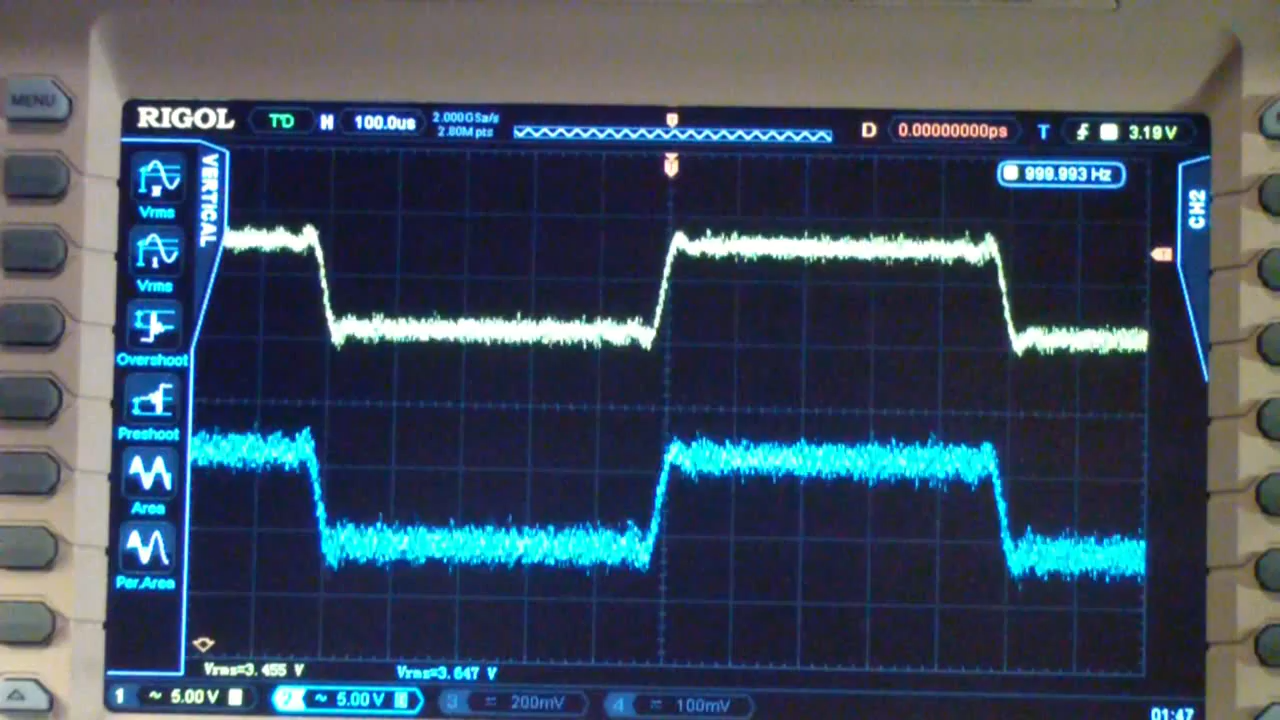 MENU
RIGOL T'D H 100.0us 2.000GSa/s D 0.00000000ps T 3.19 V
2.80M pts
999.993 Hz
VERTICAL
CH2
Vrms
Vrms
Overshoot
Preshoot
Area
Per.Area
Vrms=3.455 V Vrms=3.647 V
1 ~ 5.00 V 2 ~ 5.00 V 3 = 200mV 4 = 100mV
01:47